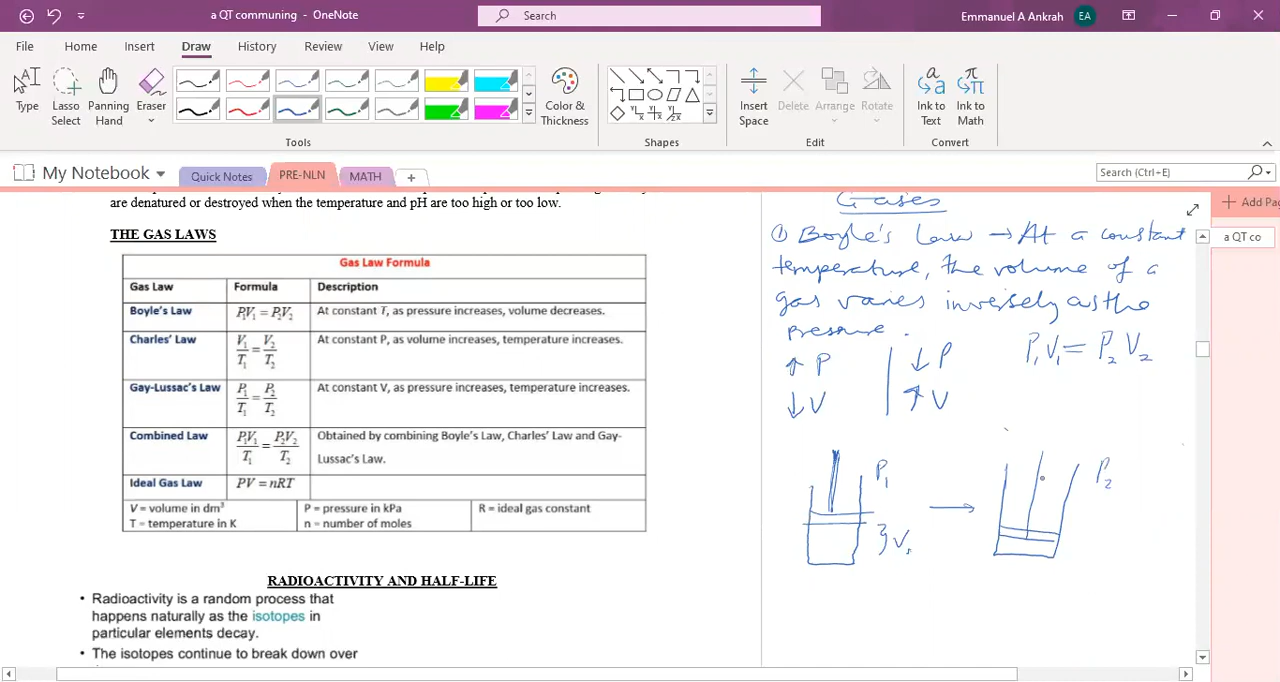 a QT communing - OneNote
Search
Emmanuel A Ankrah
EA
File Home Insert Draw History Review View Help
Type
Lasso Select
Panning Hand
Eraser
Color & Thickness
Insert Space
Delete
Arrange
Rotate
Ink to Text
Ink to Math
Tools
Shapes
Edit
Convert
My Notebook
Quick Notes
PRE-NLN
MATH
Search (Ctrl+E)
Add Pag
a QT co
are denatured or destroyed when the temperature and pH are too high or too low.
THE GAS LAWS
Gas Law Formula
Gas Law Formula Description
Boyle's Law P₁V₁ = P₂V₂ At constant T, as pressure increases, volume decreases.
Charles' Law V₁/T₁ = V₂/T₂ At constant P, as volume increases, temperature increases.
Gay-Lussac's Law P₁/T₁ = P₂/T₂ At constant V, as pressure increases, temperature increases.
Combined Law P₁V₁/T₁ = P₂V₂/T₂ Obtained by combining Boyle's Law, Charles' Law and Gay-
Lussac's Law.
Ideal Gas Law PV = nRT
V = volume in dm³ P = pressure in kPa R = ideal gas constant
T = temperature in K n = number of moles
RADIOACTIVITY AND HALF-LIFE
• Radioactivity is a random process that
happens naturally as the isotopes in
particular elements decay.
• The isotopes continue to break down over
Gases
① Boyle's Law → At a constant
temperature, the volume of a
gas varies inversely as the
pressure.
↑ P ↓ P P₁V₁ = P₂V₂
↓ V ↑ V
P₁ → P₂
V₁